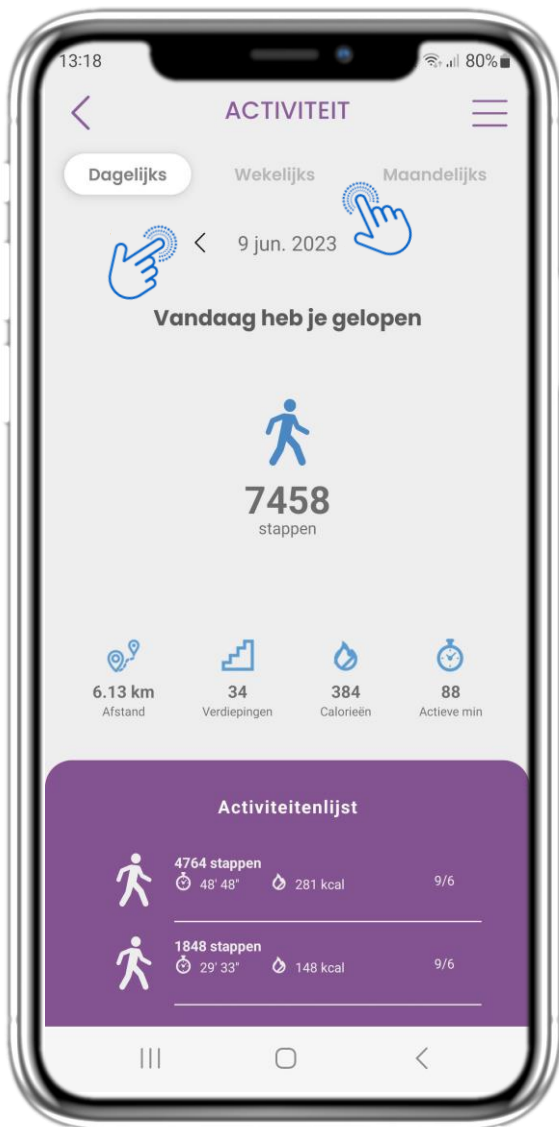 13:18 80%
ACTIVITEIT
Dagelijks Wekelijks Maandelijks
9 jun. 2023
Vandaag heb je gelopen
7458
stappen
6.13 km 34 384 88
Afstand Verdiepingen Calorieën Actieve min
Activiteitenlijst
4764 stappen
48' 48" 281 kcal 9/6
1848 stappen
29' 33" 148 kcal 9/6